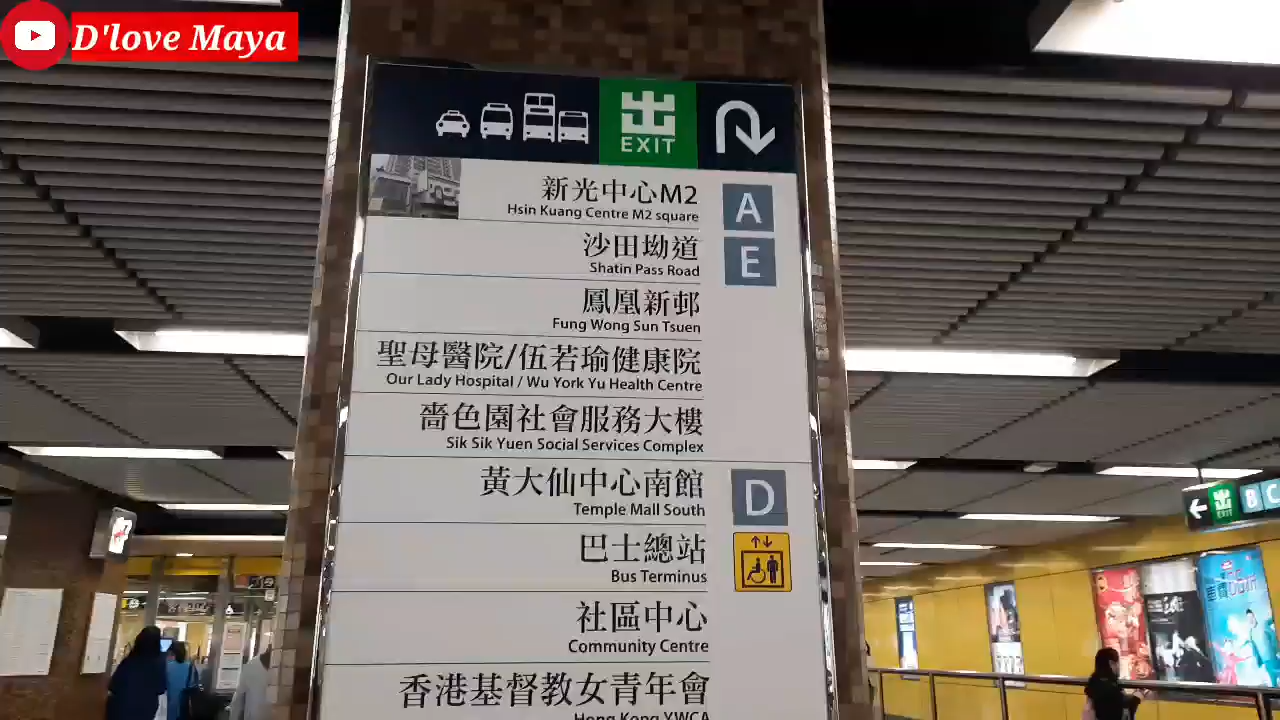 D'love Maya
出
EXIT
新光中心M2
Hsin Kuang Centre M2 square
A
沙田坳道
Shatin Pass Road
E
鳳凰新邨
Fung Wong Sun Tsuen
聖母醫院/伍若瑜健康院
Our Lady Hospital / Wu York Yu Health Centre
嗇色園社會服務大樓
Sik Sik Yuen Social Services Complex
黃大仙中心南館
Temple Mall South
D
巴士總站
Bus Terminus
社區中心
Community Centre
香港基督教女青年會
Hong Kong YWCA
出
EXIT
B
C